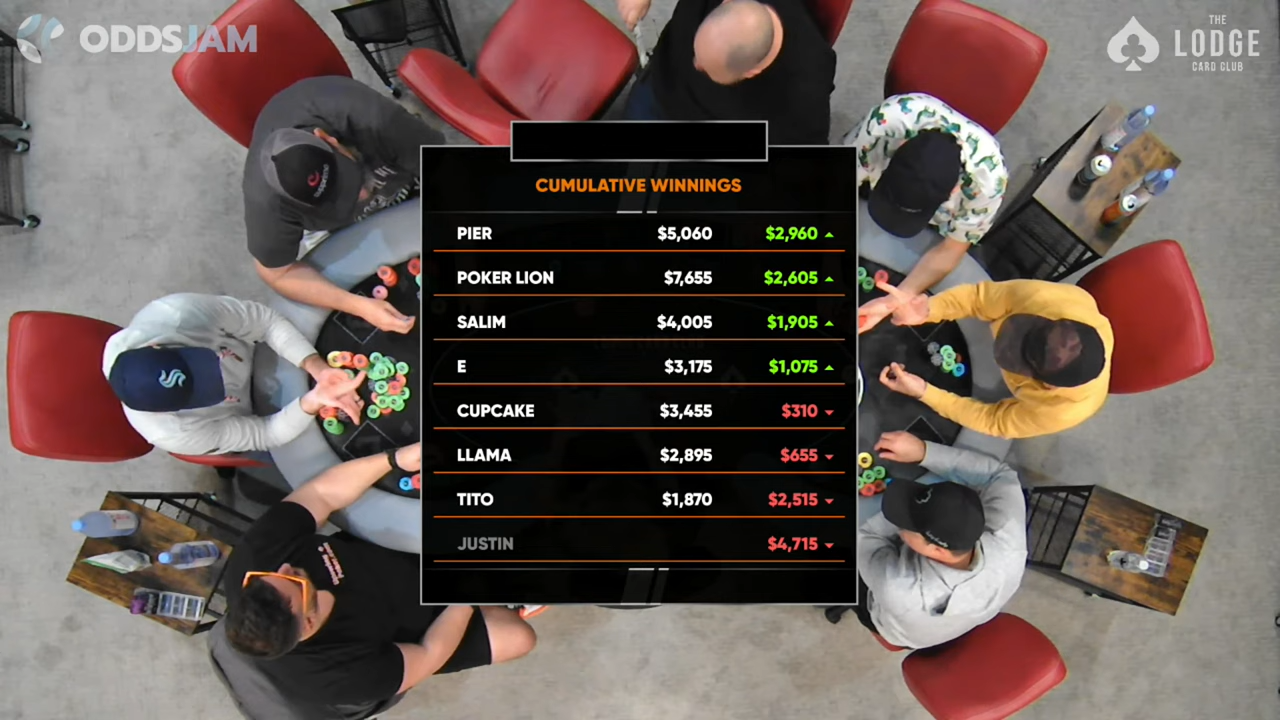 ODDSJAM
THE
LODGE
CARD CLUB
CUMULATIVE WINNINGS
PIER $5,060 $2,960
POKER LION $7,655 $2,605
SALIM $4,005 $1,905
E $3,175 $1,075
CUPCAKE $3,455 $310
LLAMA $2,895 $655
TITO $1,870 $2,515
JUSTIN $4,715